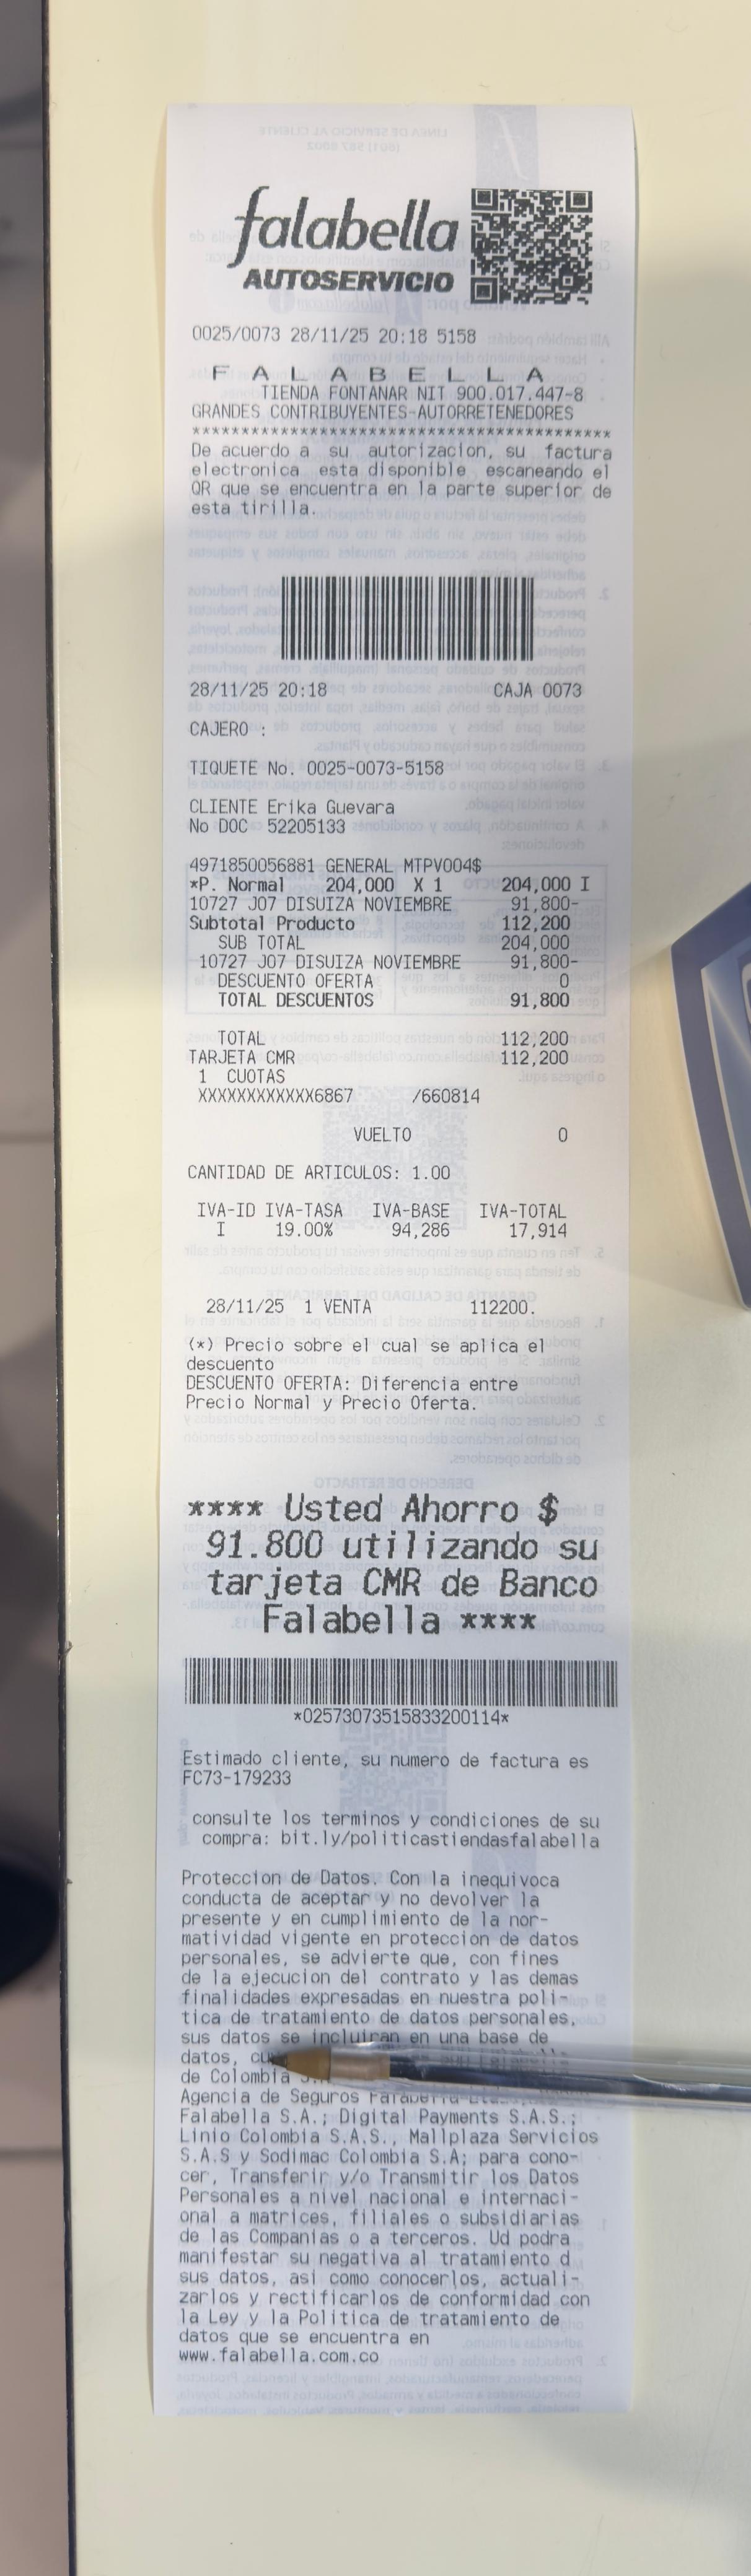 falabella
AUTOSERVICIO
0025/0073 28/11/25 20:18 5158
F A L A B E L L A
TIENDA FONTANAR NIT 900.017.447-8
GRANDES CONTRIBUYENTES-AUTORRETENEDORES
*******************************************
De acuerdo a su autorizacion, su factura
electronica esta disponible escaneando el
QR que se encuentra en la parte superior de
esta tirilla.
28/11/25 20:18 CAJA 0073
CAJERO :
TIQUETE No. 0025-0073-5158
CLIENTE Erika Guevara
No DOC 52205133
4971850056881 GENERAL MTPV004$
*P. Normal 204,000 X 1 204,000 I
10727 J07 DISUIZA NOVIEMBRE 91,800-
Subtotal Producto 112,200
SUB TOTAL 204,000
10727 J07 DISUIZA NOVIEMBRE 91,800-
DESCUENTO OFERTA 0
TOTAL DESCUENTOS 91,800
TOTAL 112,200
TARJETA CMR 112,200
1 CUOTAS
XXXXXXXXXXXX6867 /660814
VUELTO 0
CANTIDAD DE ARTICULOS: 1.00
IVA-ID IVA-TASA IVA-BASE IVA-TOTAL
I 19.00% 94,286 17,914
28/11/25 1 VENTA 112200.
(*) Precio sobre el cual se aplica el
descuento
DESCUENTO OFERTA: Diferencia entre
Precio Normal y Precio Oferta.
**** Usted Ahorro $
91.800 utilizando su
tarjeta CMR de Banco
Falabella ****
*02573073515833200114*
Estimado cliente, su numero de factura es
FC73-179233
consulte los terminos y condiciones de su
compra: bit.ly/politicastiendasfalabella
Proteccion de Datos. Con la inequivoca
conducta de aceptar y no devolver la
presente y en cumplimiento de la nor-
matividad vigente en proteccion de datos
personales, se advierte que, con fines
de la ejecucion del contrato y las demas
finalidades expresadas en nuestra poli-
tica de tratamiento de datos personales,
sus datos se incluiran en una base de
datos,
de Colombia
Agencia de Seguros Falabella
Falabella S.A.; Digital Payments S.A.S.;
Linio Colombia S.A.S., Mallplaza Servicios
S.A.S y Sodimac Colombia S.A; para cono-
cer, Transferir y/o Transmitir los Datos
Personales a nivel nacional e internaci-
onal a matrices, filiales o subsidiarias
de las Companias o a terceros. Ud podra
manifestar su negativa al tratamiento d
sus datos, asi como conocerlos, actuali-
zarlos y rectificarlos de conformidad con
la Ley y la Politica de tratamiento de
datos que se encuentra en
www.falabella.com.co